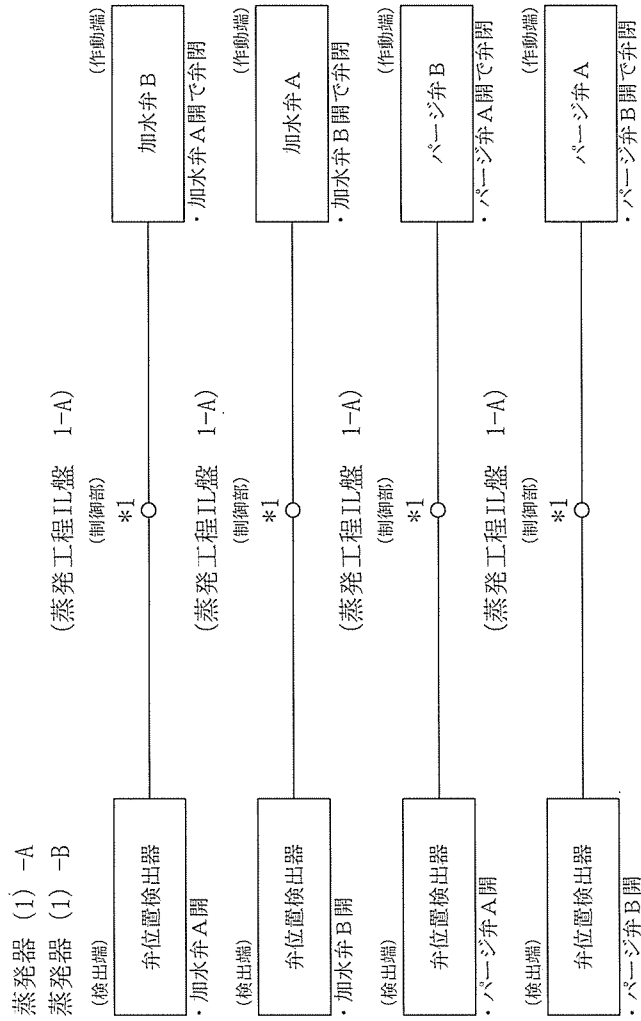 蒸発器 (1) -A
蒸発器 (1) -B
(検出端)
(蒸発工程IL盤 1-A)
(制御部)
(作動端)
弁位置検出器
*1
加水弁B
・加水弁A開
・加水弁A開で弁閉
(検出端)
(蒸発工程IL盤 1-A)
(制御部)
(作動端)
弁位置検出器
*1
加水弁A
・加水弁B開
・加水弁B開で弁閉
(検出端)
(蒸発工程IL盤 1-A)
(制御部)
(作動端)
弁位置検出器
*1
パージ弁B
・パージ弁A開
・パージ弁A開で弁閉
(検出端)
(蒸発工程IL盤 1-A)
(制御部)
(作動端)
弁位置検出器
*1
パージ弁A
・パージ弁B開
・パージ弁B開で弁閉